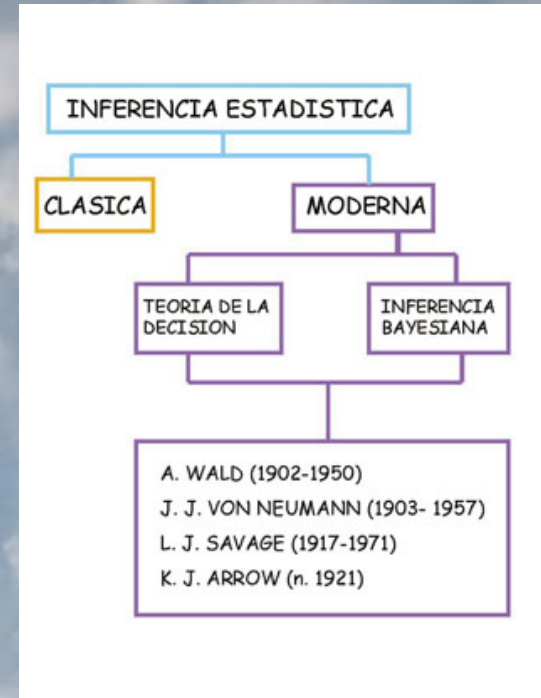 INFERENCIA ESTADISTICA
CLASICA
MODERNA
TEORIA DE LA
DECISION
INFERENCIA
BAYESIANA
A. WALD (1902-1950)
J. J. VON NEUMANN (1903- 1957)
L. J. SAVAGE (1917-1971)
K. J. ARROW (n. 1921)